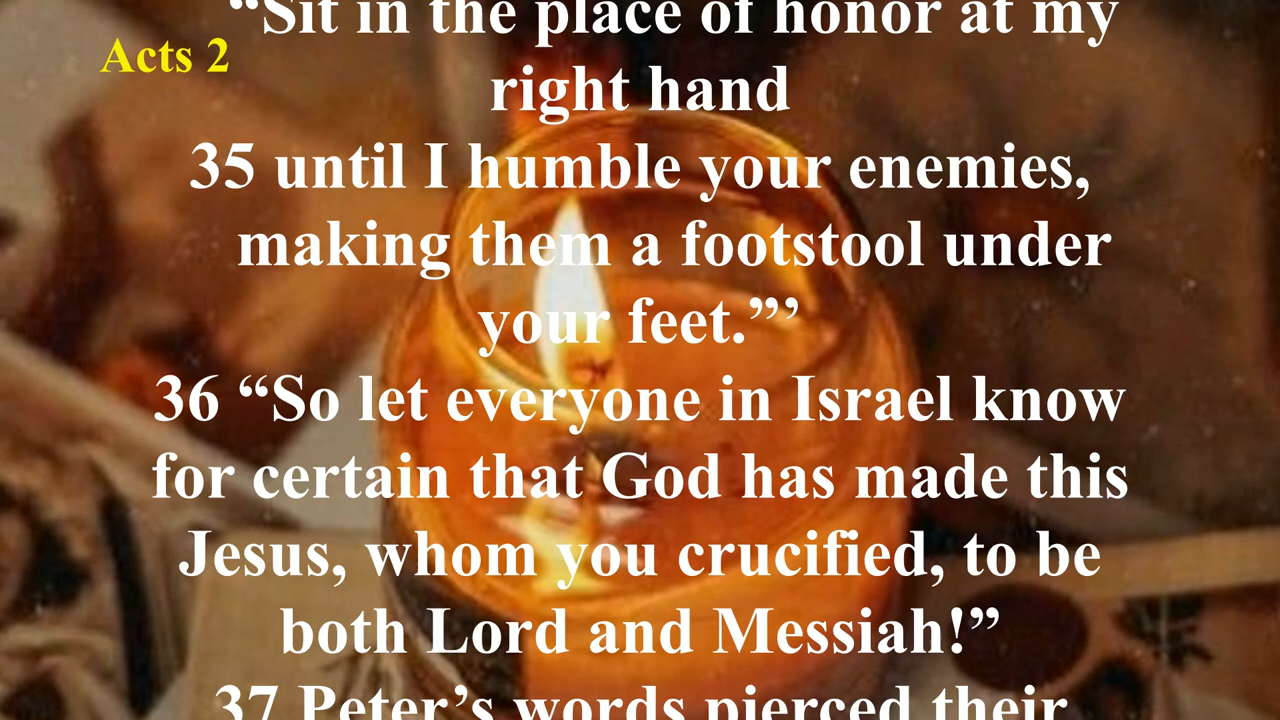 Acts 2
“Sit in the place of honor at my
right hand
35 until I humble your enemies,
making them a footstool under
your feet.”’
36 “So let everyone in Israel know
for certain that God has made this
Jesus, whom you crucified, to be
both Lord and Messiah!”
37 Peter’s words pierced their